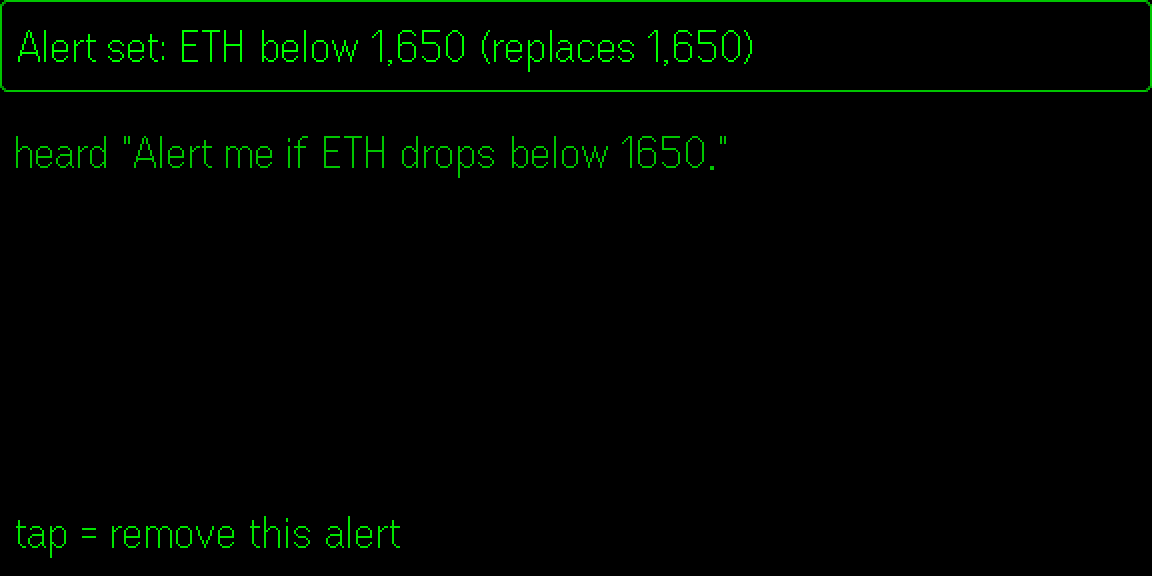 Alert set: ETH below 1,650 (replaces 1,650)
heard "Alert me if ETH drops below 1650."
tap = remove this alert